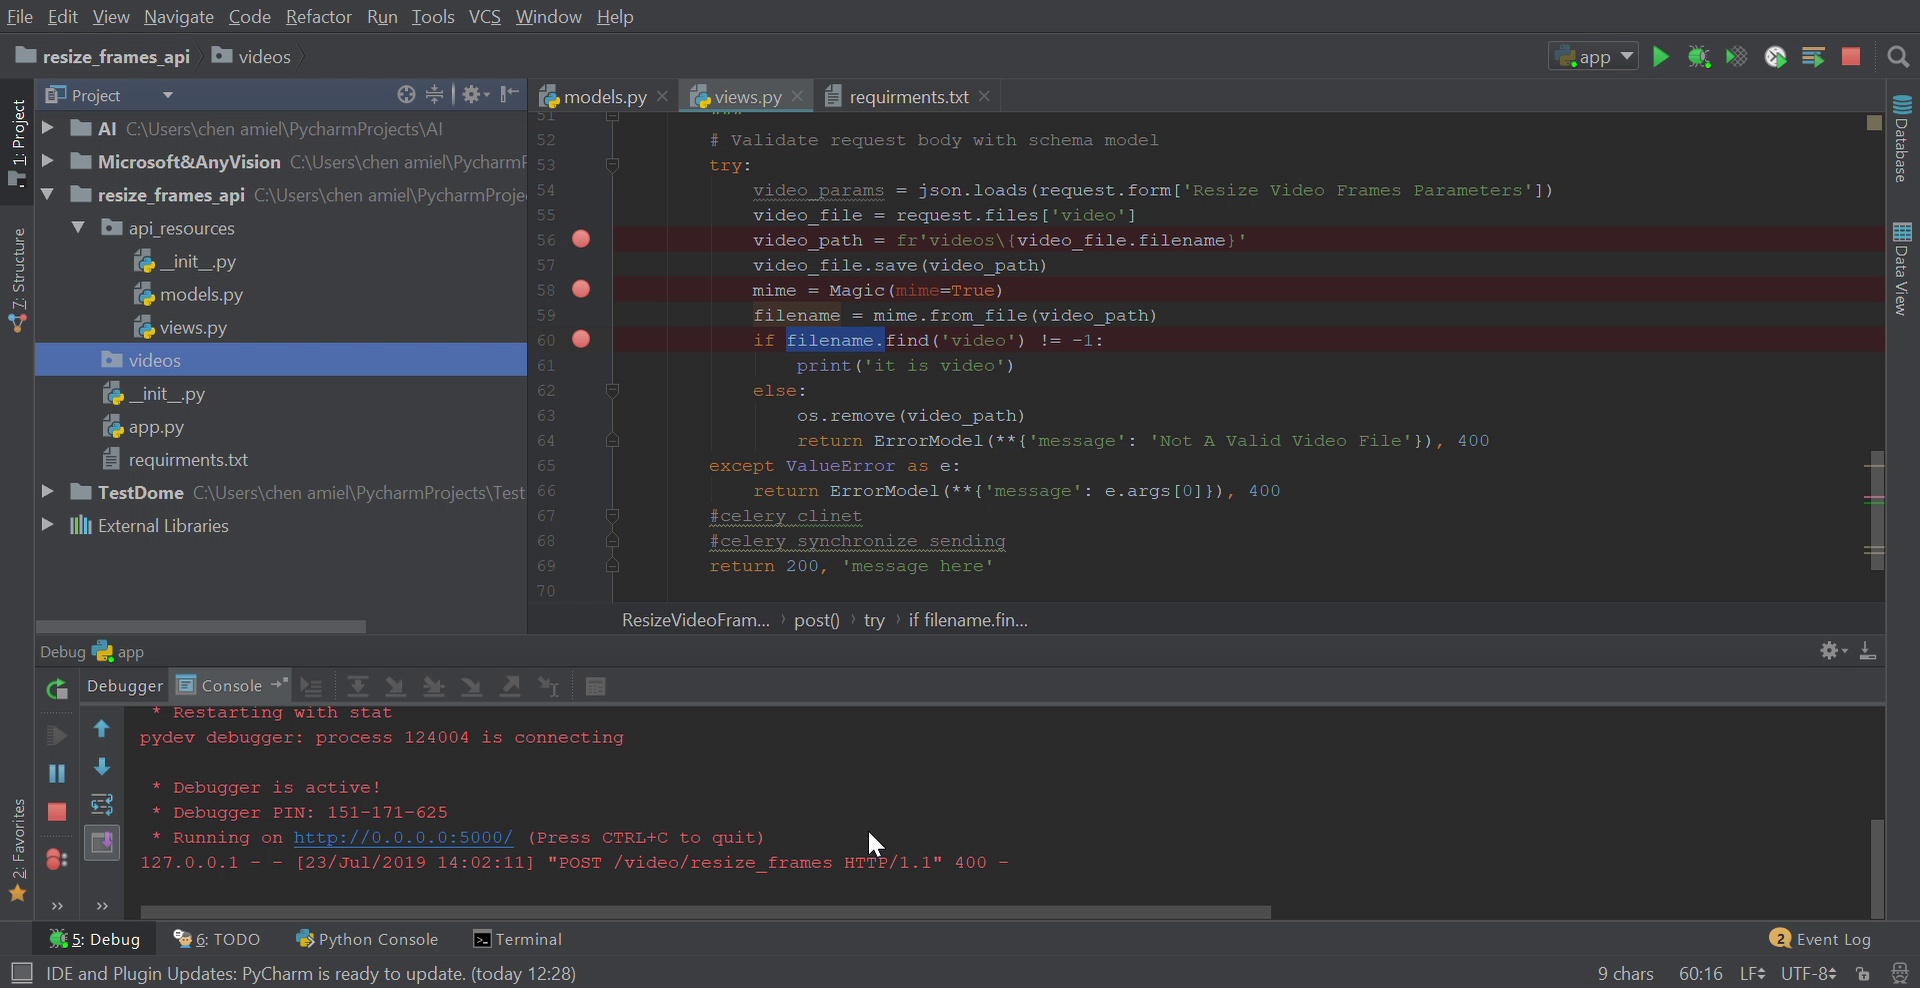 File Edit View Navigate Code Refactor Run Tools VCS Window Help
resize_frames_api videos
app
Project
models.py views.py requirments.txt
1: Project
7: Structure
2: Favorites
Database
Data View
AI C:\Users\chen amiel\PycharmProjects\AI
Microsoft&AnyVision C:\Users\chen amiel\PycharmF
resize_frames_api C:\Users\chen amiel\PycharmProje
api_resources
__init__.py
models.py
views.py
videos
__init__.py
app.py
requirments.txt
TestDome C:\Users\chen amiel\PycharmProjects\Test
External Libraries
51 """
52 # Validate request body with schema model
53 try:
54 video_params = json.loads(request.form['Resize Video Frames Parameters'])
55 video_file = request.files['video']
56 video_path = fr'videos\{video_file.filename}'
57 video_file.save(video_path)
58 mime = Magic(mime=True)
59 filename = mime.from_file(video_path)
60 if filename.find('video') != -1:
61 print('it is video')
62 else:
63 os.remove(video_path)
64 return ErrorModel(**{'message': 'Not A Valid Video File'}), 400
65 except ValueError as e:
66 return ErrorModel(**{'message': e.args[0]}), 400
67 #celery clinet
68 #celery synchronize sending
69 return 200, 'message here'
70
ResizeVideoFram... post() try if filename.fin...
Debug app
Debugger Console
* Restarting with stat
pydev debugger: process 124004 is connecting
* Debugger is active!
* Debugger PIN: 151-171-625
* Running on http://0.0.0.0:5000/ (Press CTRL+C to quit)
127.0.0.1 - - [23/Jul/2019 14:02:11] "POST /video/resize_frames HTTP/1.1" 400 -
5: Debug 6: TODO Python Console Terminal 2 Event Log
IDE and Plugin Updates: PyCharm is ready to update. (today 12:28) 9 chars 60:16 LF UTF-8